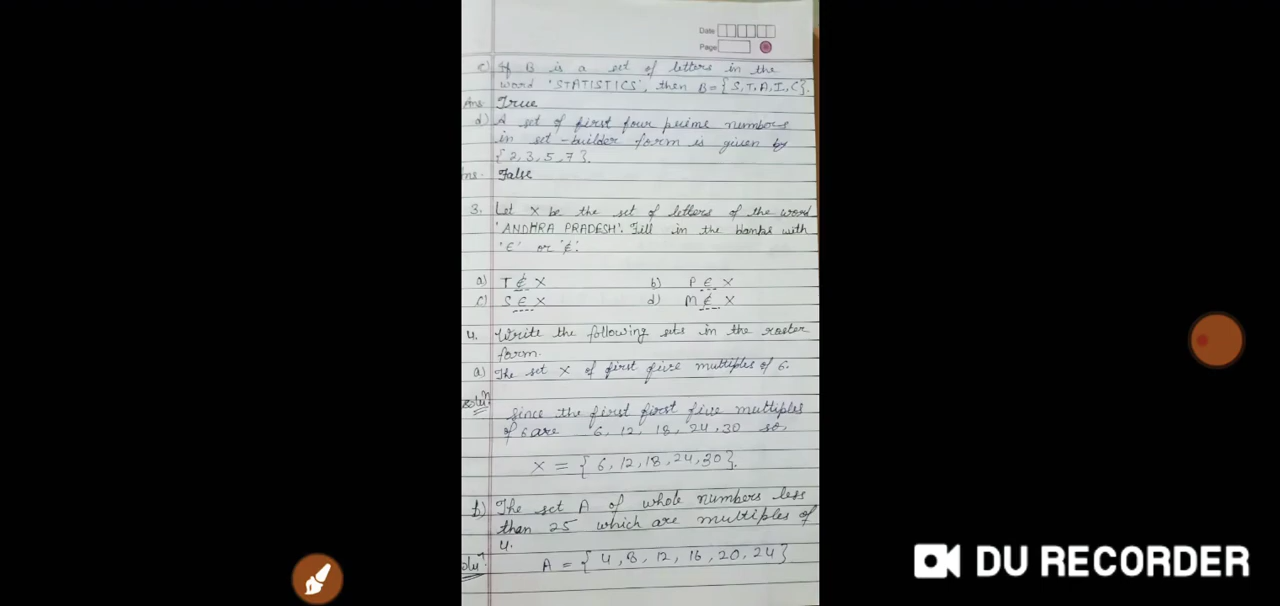 Date
Page
c) If B is a set of letters in the
word 'STATISTICS', then B={S,T,A,I,C}.
Ans True
d) A set of first four prime numbers
in set-builder form is given by
{2,3,5,7}.
Ans. False
3. Let X be the set of letters of the word
'ANDHRA PRADESH'. Fill in the blanks with
'∈' or '∉'.
a) T ∉ X b) P ∈ X
c) S ∈ X d) M ∉ X
4. Write the following sets in the roster
form.
a) The set X of first five multiples of 6.
Soluⁿ.
Since the first first five multiples
of 6 are 6, 12, 18, 24, 30 so,
X = {6, 12, 18, 24, 30}.
b) The set A of whole numbers less
than 25 which are multiples of
4.
Soluⁿ. A = {4, 8, 12, 16, 20, 24}
DU RECORDER